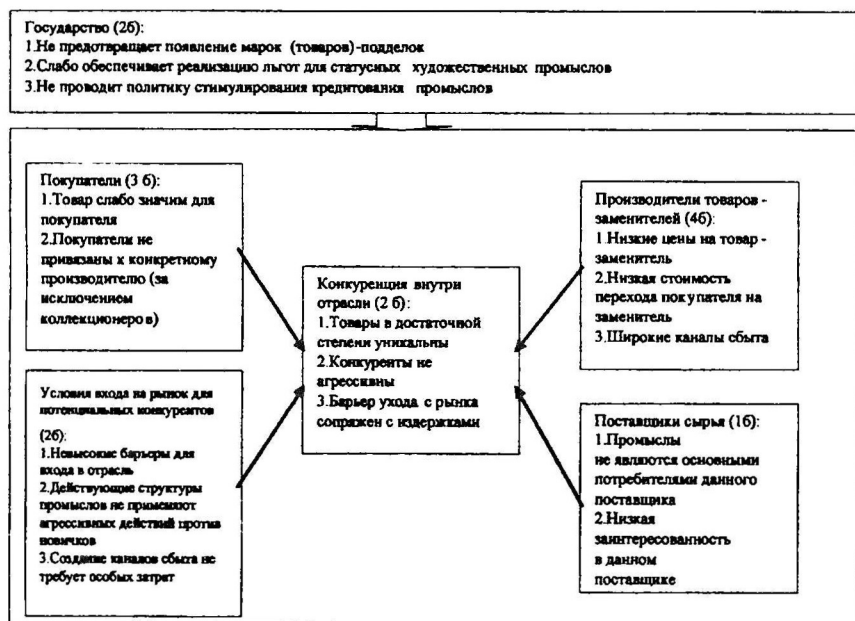 Государство (2б):
1.Не предотвращает появление марок (товаров)-подделок
2.Слабо обеспечивает реализацию льгот для статусных художественных промыслов
3.Не проводит политику стимулирования кредитования промыслов
Покупатели (3 б):
1.Товар слабо значим для
покупателя
2.Покупатели не
привязаны к конкретному
производителю (за
исключением
коллекционеров)
Условия входа на рынок для
потенциальных конкурентов
(2б):
1.Невысокие барьеры для
входа в отрасль
2.Действующие структуры
промыслов не применяют
агрессивных действий против
новичков
3.Создание каналов сбыта не
требует особых затрат
Конкуренция внутри
отрасли (2 б):
1.Товары в достаточной
степени уникальны
2.Конкуренты не
агрессивны
3.Барьер ухода с рынка
сопряжен с издержками
Производители товаров -
заменителей (4б):
1.Низкие цены на товар -
заменитель
2.Низкая стоимость
перехода покупателя на
заменитель
3.Широкие каналы сбыта
Поставщики сырья (1б):
1.Промыслы
не являются основными
потребителями данного
поставщика
2.Низкая
заинтересованность
в данном
поставщике